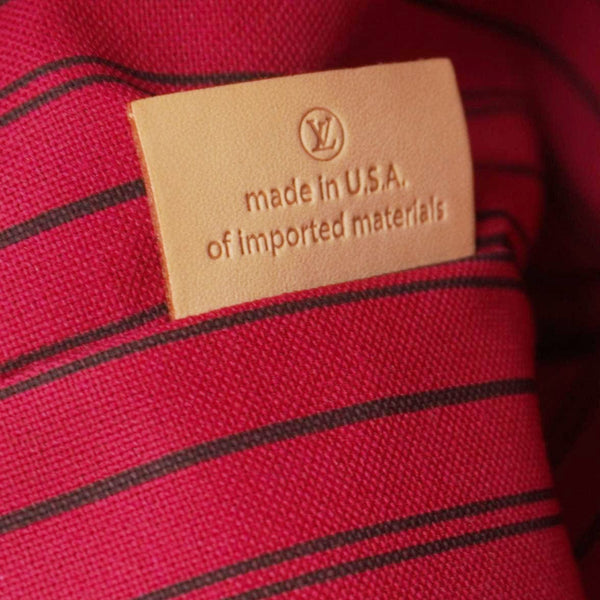 LV
made in U.S.A.
of imported materials